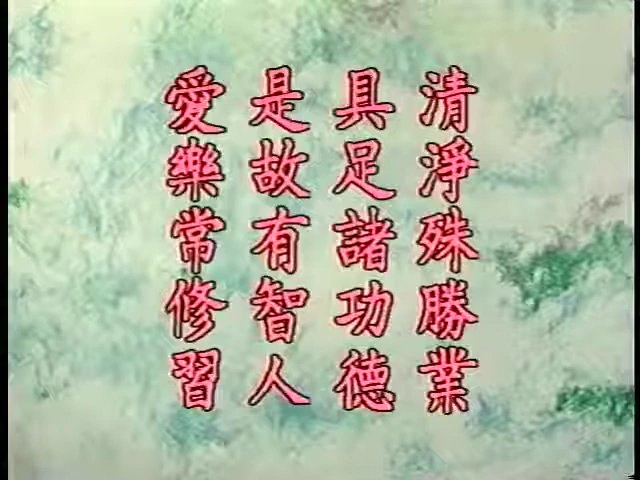 清淨殊勝業
具足諸功德
是故有智人
愛樂常修習